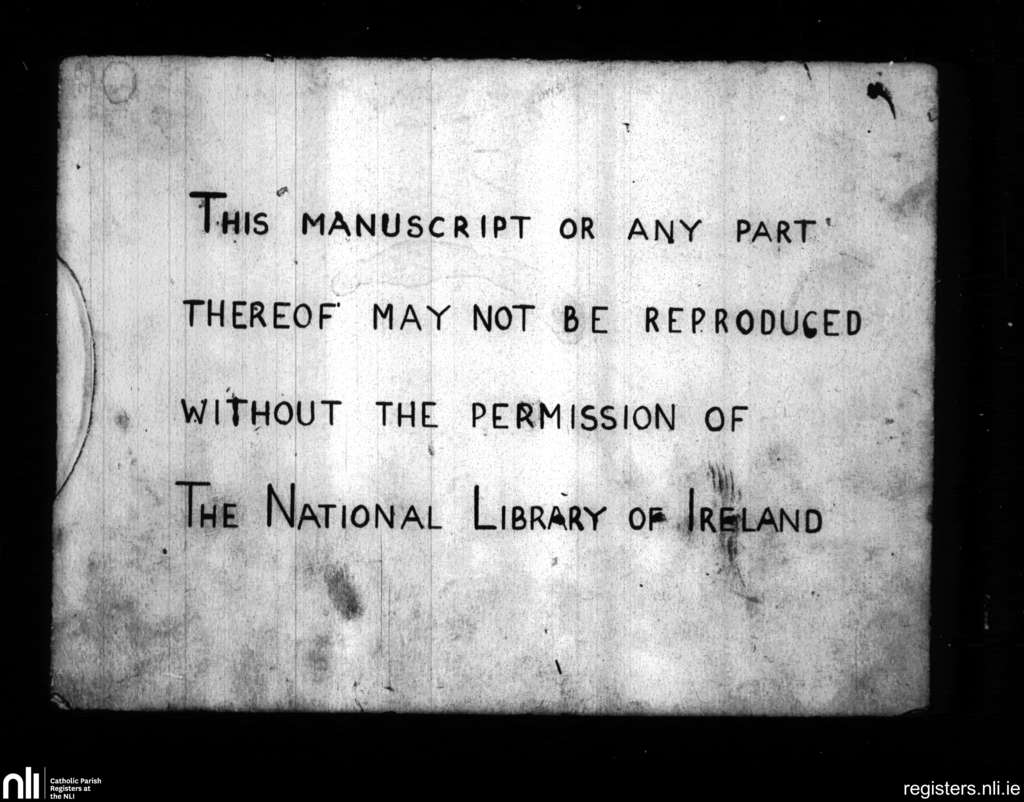 THIS MANUSCRIPT OR ANY PART
THEREOF MAY NOT BE REPRODUCED
WITHOUT THE PERMISSION OF
THE NATIONAL LIBRARY OF IRELAND
nli
Catholic Parish
Registers at
the NLI
registers.nli.ie